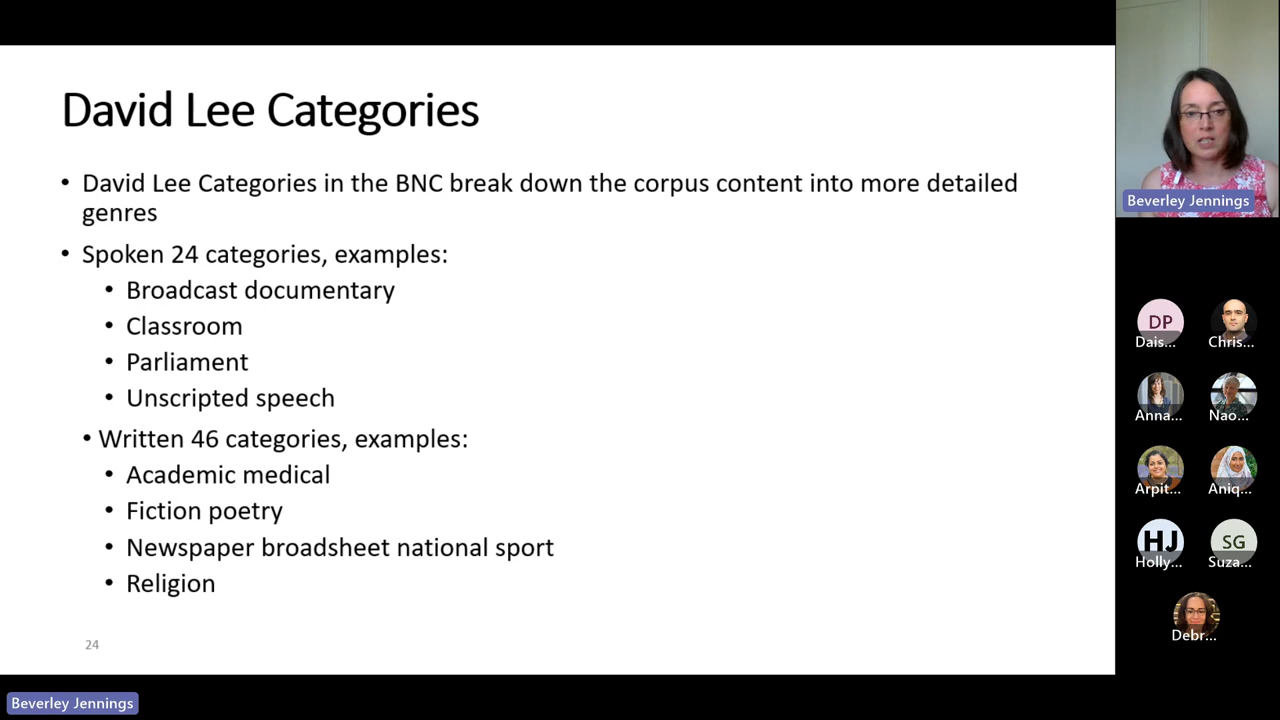 David Lee Categories
• David Lee Categories in the BNC break down the corpus content into more detailed
genres
• Spoken 24 categories, examples:
• Broadcast documentary
• Classroom
• Parliament
• Unscripted speech
• Written 46 categories, examples:
• Academic medical
• Fiction poetry
• Newspaper broadsheet national sport
• Religion
24
Beverley Jennings
DP
Dais...
Chris...
Anna...
Nao...
Arpit...
Aniq...
HJ
Holly...
SG
Suza...
Debr...
Beverley Jennings